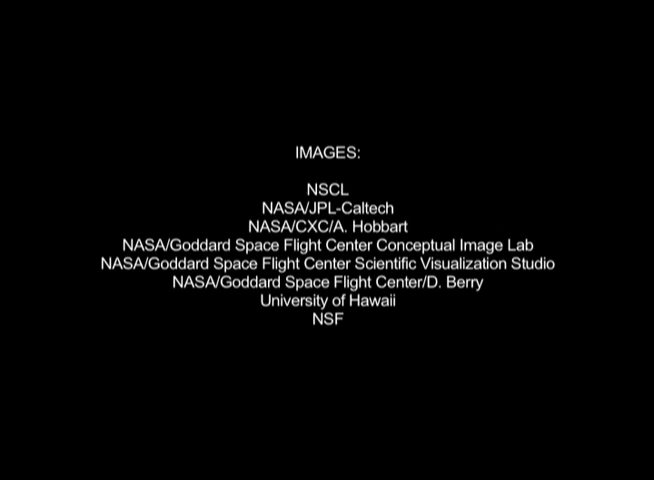 IMAGES:
NSCL
NASA/JPL-Caltech
NASA/CXC/A. Hobbart
NASA/Goddard Space Flight Center Conceptual Image Lab
NASA/Goddard Space Flight Center Scientific Visualization Studio
NASA/Goddard Space Flight Center/D. Berry
University of Hawaii
NSF